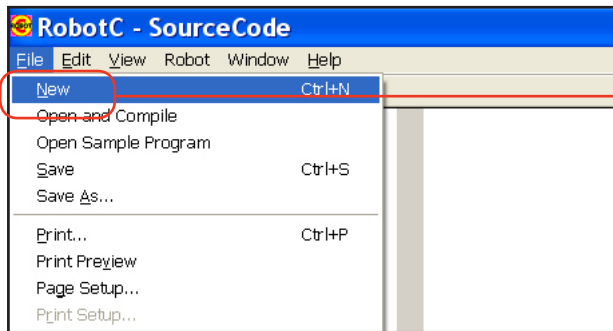 RobotC - SourceCode
File Edit View Robot Window Help
New Ctrl+N
Open and Compile
Open Sample Program
Save Ctrl+S
Save As...
Print... Ctrl+P
Print Preview
Page Setup...
Print Setup...